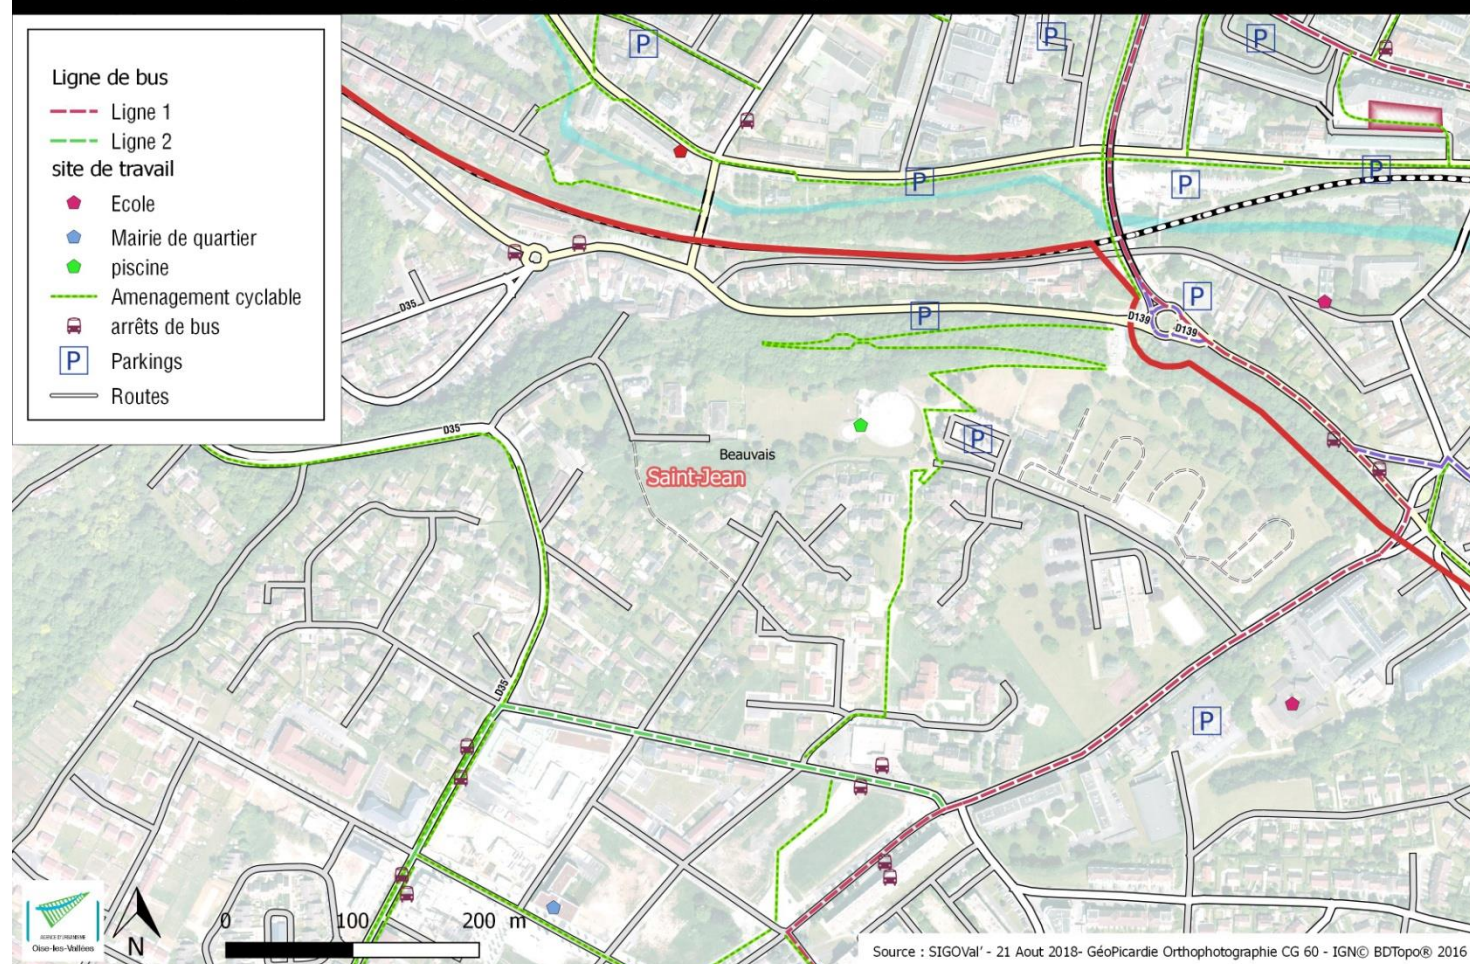 Ligne de bus
Ligne 1
Ligne 2
site de travail
Ecole
Mairie de quartier
piscine
Amenagement cyclable
arrêts de bus
P Parkings
Routes
P
P
P
P
P
P
P
P
D35
D139
D139
D35
P
Beauvais
Saint-Jean
D35
P
Oise-les-Vallées
N
0 100 200 m
Source : SIGOVal' - 21 Aout 2018- GéoPicardie Orthophotographie CG 60 - IGN© BDTopo® 2016